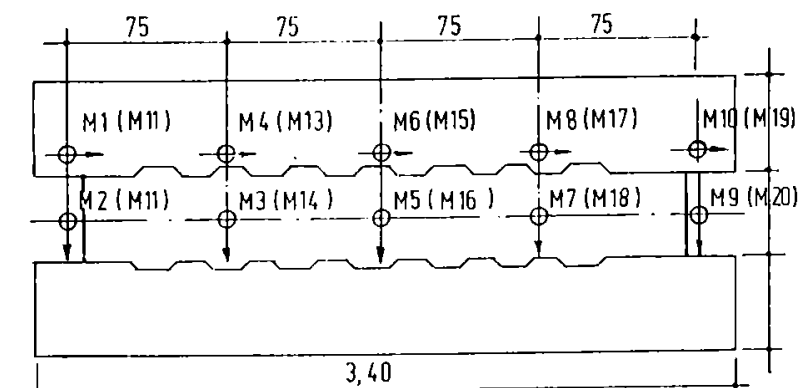 75 75 75 75
M1 (M11) M4 (M13) M6 (M15) M8 (M17) M10 (M19)
M2 (M11) M3 (M14) M5 (M16 ) M7 (M18) M9 (M20)
3,40